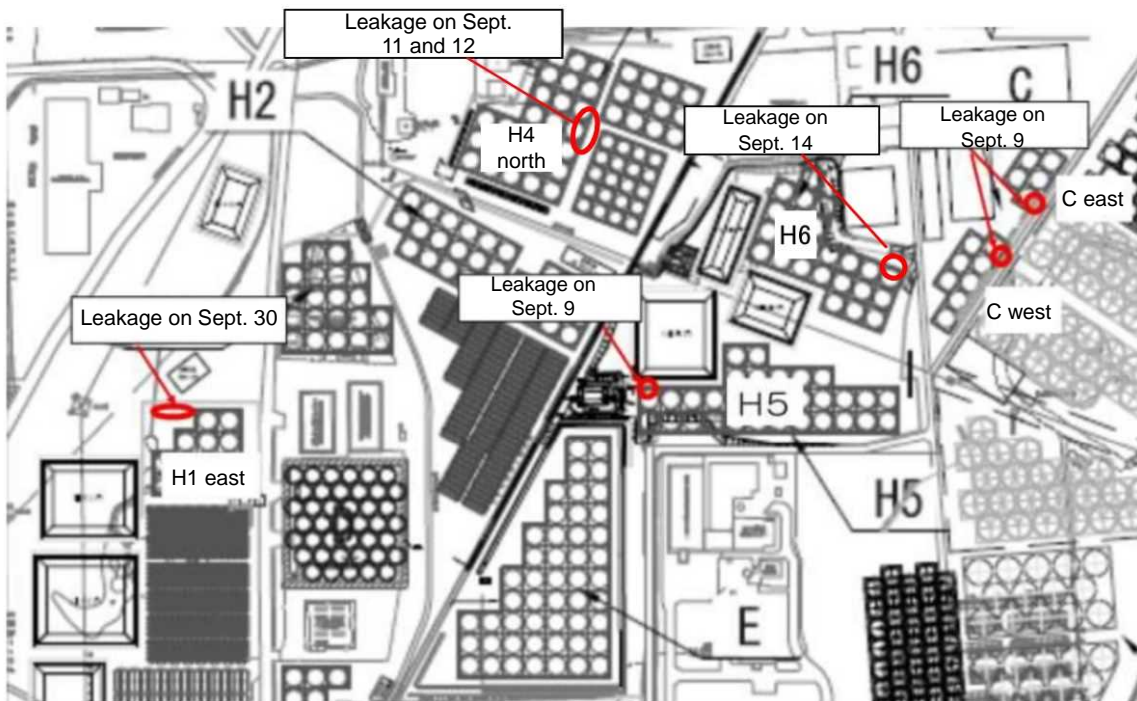 Leakage on Sept.
11 and 12
H2
H6
C
H4
north
Leakage on
Sept. 14
Leakage on
Sept. 9
C east
H6
Leakage on
Sept. 9
C west
Leakage on Sept. 30
H5
H1 east
H5
E